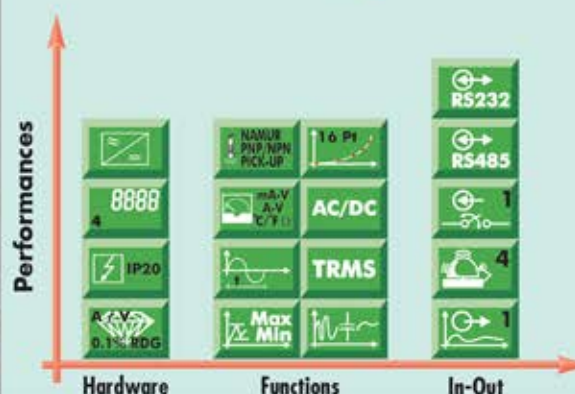 Performances
8888
4
IP20
A / V
0.1% RDG
NAMUR
PNP/NPN
PICK-UP
16 Pt
mA-V
A-V
°C/°F Ω
AC/DC
f
TRMS
Max
Min
RS232
RS485
1
4
1
Hardware
Functions
In-Out